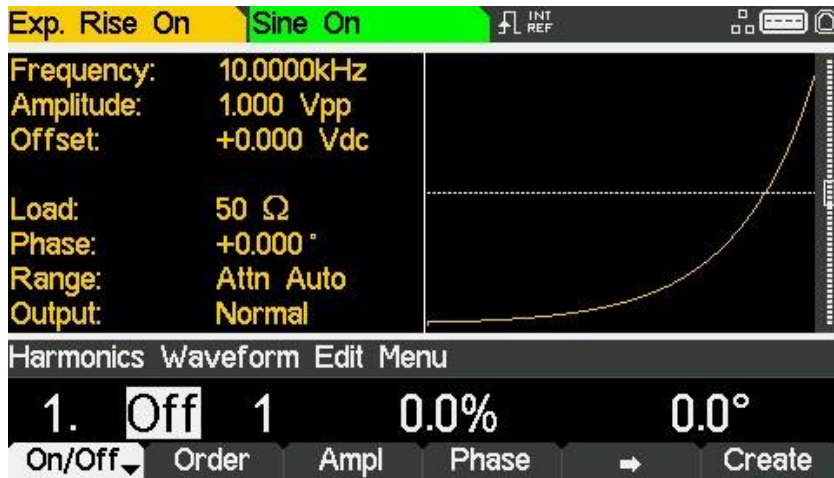 Exp. Rise On Sine On INT
REF
Frequency: 10.0000kHz
Amplitude: 1.000 Vpp
Offset: +0.000 Vdc
Load: 50 Ω
Phase: +0.000°
Range: Attn Auto
Output: Normal
Harmonics Waveform Edit Menu
1. Off 1 0.0% 0.0°
On/Off Order Ampl Phase ➡ Create